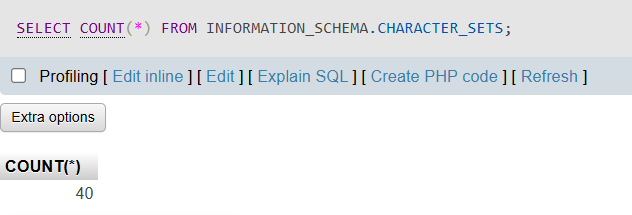 SELECT COUNT(*) FROM INFORMATION_SCHEMA.CHARACTER_SETS;
Profiling [ Edit inline ] [ Edit ] [ Explain SQL ] [ Create PHP code ] [ Refresh ]
Extra options
COUNT(*)
40